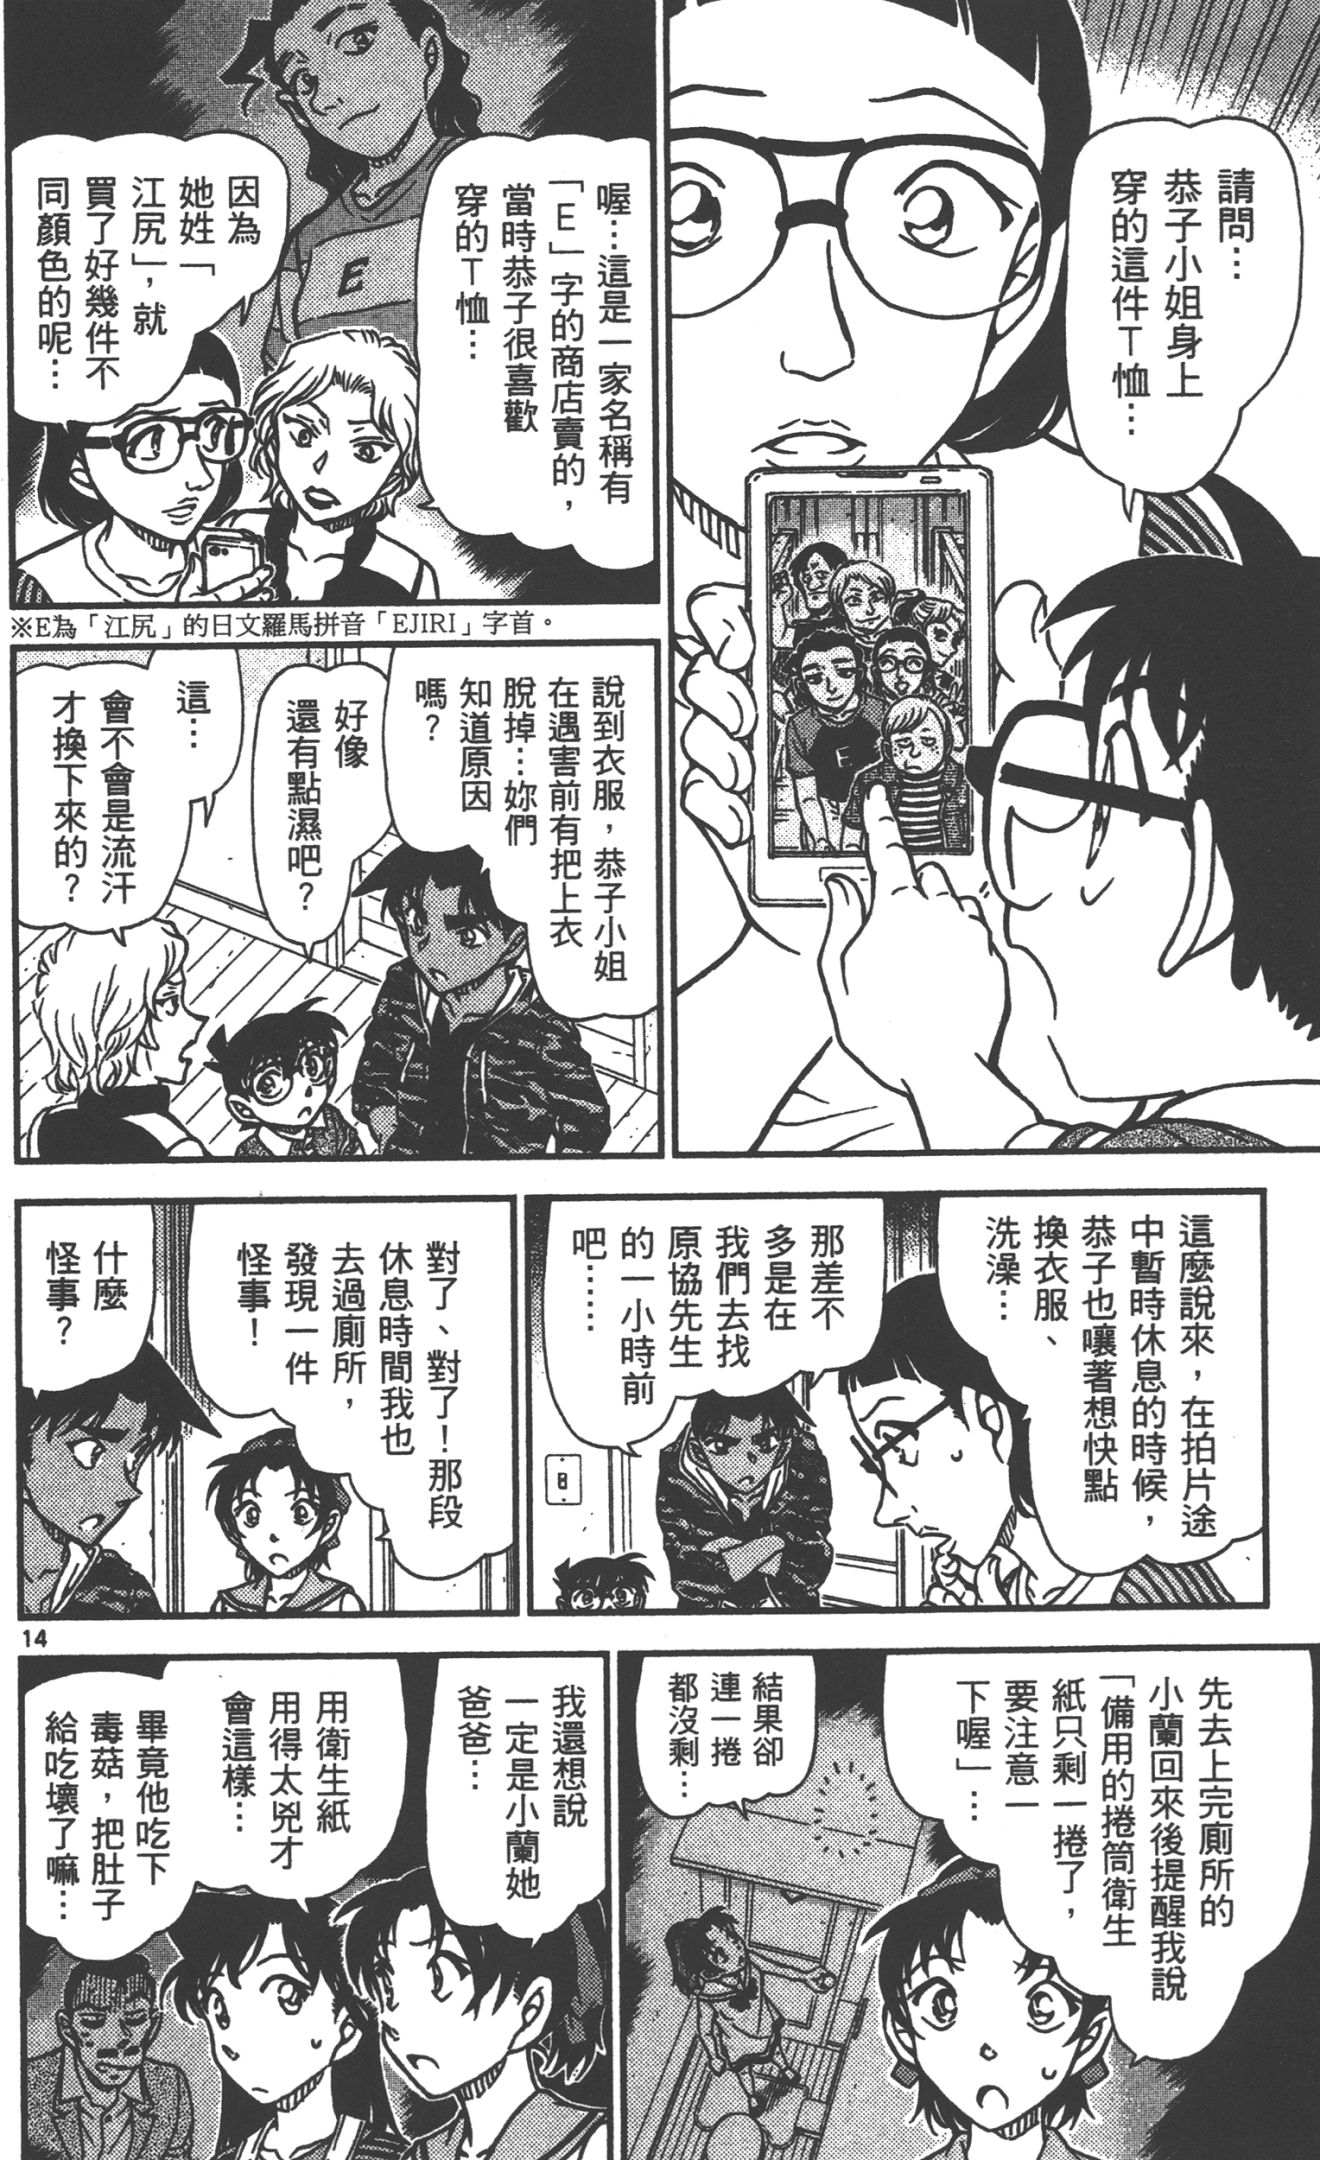 請問…
恭子小姐身上
穿的這件T恤…
E
喔…這是一家名稱有
「E」字的商店賣的，
當時恭子很喜歡
穿的T恤…
E
因為
她姓「
江尻」，就
買了好幾件不
同顏色的呢…
※E為「江尻」的日文羅馬拼音「EJIRI」字首。
說到衣服，恭子小姐
在遇害前有把上衣
脫掉…妳們
知道原因
嗎？
好像
還有點濕吧？
這…
會不會是流汗
才換下來的？
這麼說來，在拍片途
中暫時休息的時候，
恭子也嚷著想快點
換衣服、
洗澡…
那差不
多是在
我們去找
原協先生
的一小時前
吧……
對了、對了！那段
休息時間我也
去過廁所，
發現一件
怪事！
什麼
怪事？
14
先去上完廁所的
小蘭回來後提醒我說
「備用的捲筒衛生
紙只剩一捲了，
要注意一
下喔」…
結果卻
連一捲
都沒剩…
我還想說
一定是小蘭她
爸爸…
用衛生紙
用得太兇才
會這樣…
畢竟他吃下
毒菇，把肚子
給吃壞了嘛…